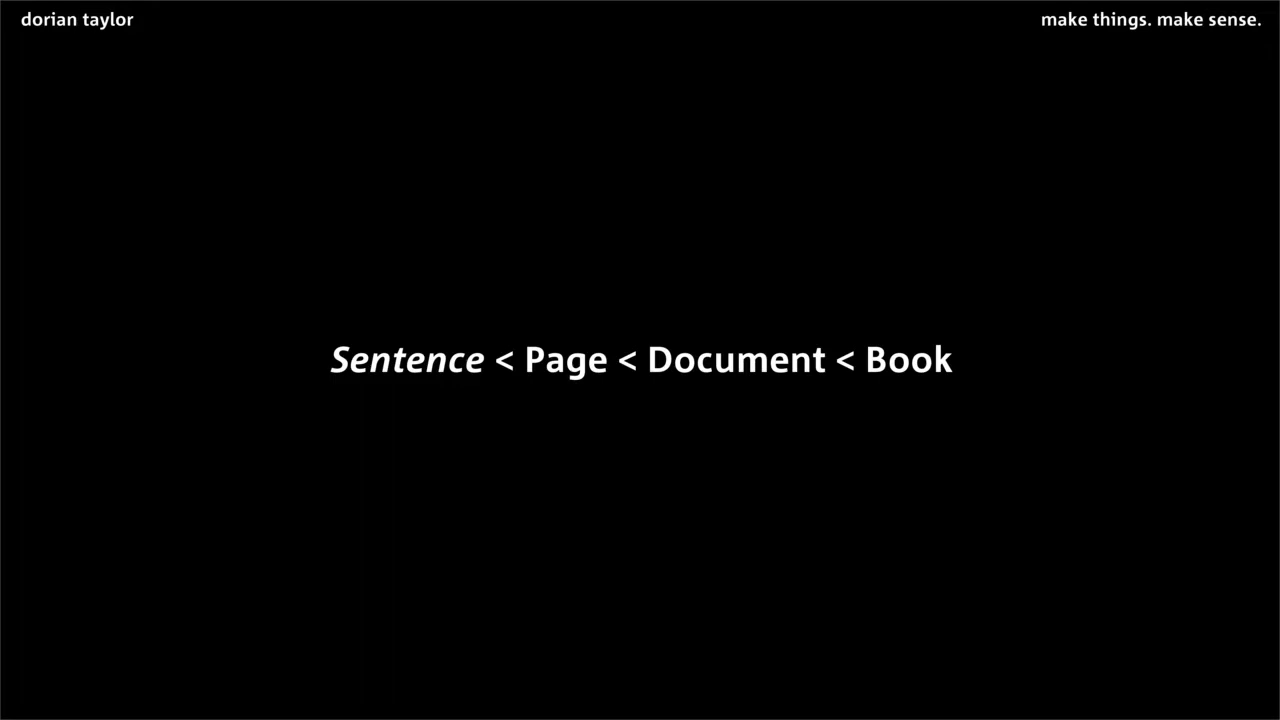 dorian taylor
make things. make sense.
Sentence < Page < Document < Book